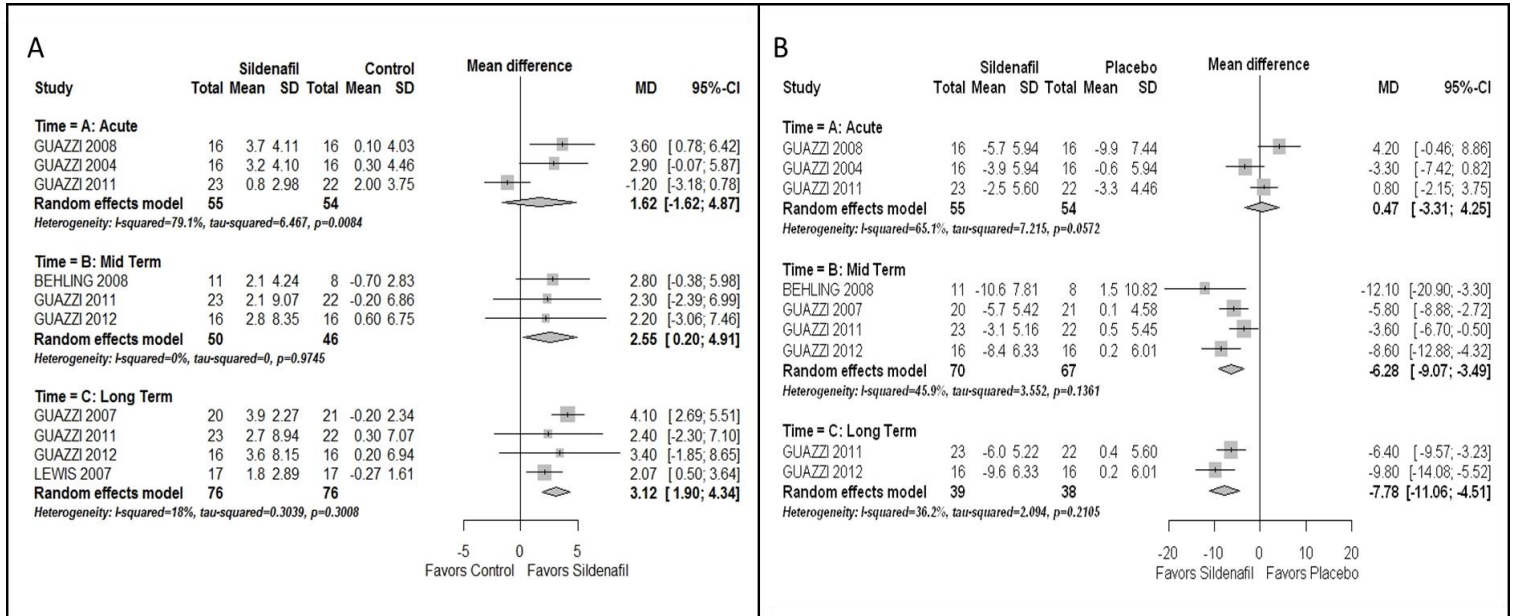 A
Sildenafil Control Mean difference
Study Total Mean SD Total Mean SD MD 95%-CI
Time = A: Acute
GUAZZI 2008 16 3.7 4.11 16 0.10 4.03 3.60 [ 0.78; 6.42]
GUAZZI 2004 16 3.2 4.10 16 0.30 4.46 2.90 [-0.07; 5.87]
GUAZZI 2011 23 0.8 2.98 22 2.00 3.75 -1.20 [-3.18; 0.78]
Random effects model 55 54 1.62 [-1.62; 4.87]
Heterogeneity: I-squared=79.1%, tau-squared=6.467, p=0.0084
Time = B: Mid Term
BEHLING 2008 11 2.1 4.24 8 -0.70 2.83 2.80 [-0.38; 5.98]
GUAZZI 2011 23 2.1 9.07 22 -0.20 6.86 2.30 [-2.39; 6.99]
GUAZZI 2012 16 2.8 8.35 16 0.60 6.75 2.20 [-3.06; 7.46]
Random effects model 50 46 2.55 [ 0.20; 4.91]
Heterogeneity: I-squared=0%, tau-squared=0, p=0.9745
Time = C: Long Term
GUAZZI 2007 20 3.9 2.27 21 -0.20 2.34 4.10 [ 2.69; 5.51]
GUAZZI 2011 23 2.7 8.94 22 0.30 7.07 2.40 [-2.30; 7.10]
GUAZZI 2012 16 3.6 8.15 16 0.20 6.94 3.40 [-1.85; 8.65]
LEWIS 2007 17 1.8 2.89 17 -0.27 1.61 2.07 [ 0.50; 3.64]
Random effects model 76 76 3.12 [ 1.90; 4.34]
Heterogeneity: I-squared=18%, tau-squared=0.3039, p=0.3008
-5 0 5
Favors Control Favors Sildenafil
B
Sildenafil Placebo Mean difference
Study Total Mean SD Total Mean SD MD 95%-CI
Time = A: Acute
GUAZZI 2008 16 -5.7 5.94 16 -9.9 7.44 4.20 [ -0.46; 8.86]
GUAZZI 2004 16 -3.9 5.94 16 -0.6 5.94 -3.30 [ -7.42; 0.82]
GUAZZI 2011 23 -2.5 5.60 22 -3.3 4.46 0.80 [ -2.15; 3.75]
Random effects model 55 54 0.47 [ -3.31; 4.25]
Heterogeneity: I-squared=65.1%, tau-squared=7.215, p=0.0572
Time = B: Mid Term
BEHLING 2008 11 -10.6 7.81 8 1.5 10.82 -12.10 [-20.90; -3.30]
GUAZZI 2007 20 -5.7 5.42 21 0.1 4.58 -5.80 [ -8.88; -2.72]
GUAZZI 2011 23 -3.1 5.16 22 0.5 5.45 -3.60 [ -6.70; -0.50]
GUAZZI 2012 16 -8.4 6.33 16 0.2 6.01 -8.60 [-12.88; -4.32]
Random effects model 70 67 -6.28 [ -9.07; -3.49]
Heterogeneity: I-squared=45.9%, tau-squared=3.552, p=0.1361
Time = C: Long Term
GUAZZI 2011 23 -6.0 5.22 22 0.4 5.60 -6.40 [ -9.57; -3.23]
GUAZZI 2012 16 -9.6 6.33 16 0.2 6.01 -9.80 [-14.08; -5.52]
Random effects model 39 38 -7.78 [-11.06; -4.51]
Heterogeneity: I-squared=36.2%, tau-squared=2.094, p=0.2105
-20 -10 0 10 20
Favors Sildenafil Favors Placebo